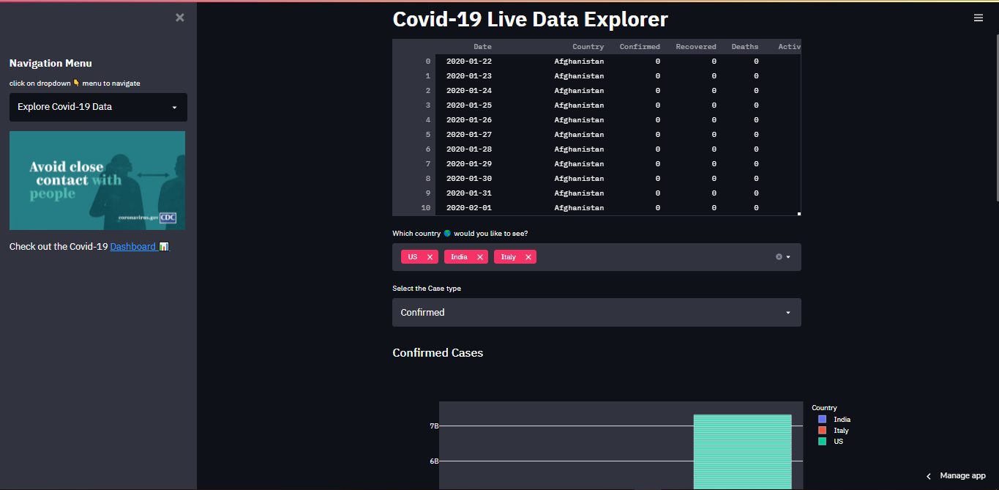 Covid-19 Live Data Explorer
Navigation Menu
click on dropdown 👇 menu to navigate
Explore Covid-19 Data
Avoid close
contact with
people
coronavirus.gov CDC
Check out the Covid-19 Dashboard 📊
Date Country Confirmed Recovered Deaths Activ
0 2020-01-22 Afghanistan 0 0 0
1 2020-01-23 Afghanistan 0 0 0
2 2020-01-24 Afghanistan 0 0 0
3 2020-01-25 Afghanistan 0 0 0
4 2020-01-26 Afghanistan 0 0 0
5 2020-01-27 Afghanistan 0 0 0
6 2020-01-28 Afghanistan 0 0 0
7 2020-01-29 Afghanistan 0 0 0
8 2020-01-30 Afghanistan 0 0 0
9 2020-01-31 Afghanistan 0 0 0
10 2020-02-01 Afghanistan 0 0 0
Which country 🌎 would you like to see?
US India Italy
Select the Case type
Confirmed
Confirmed Cases
7B
6B
Country
India
Italy
US
Manage app